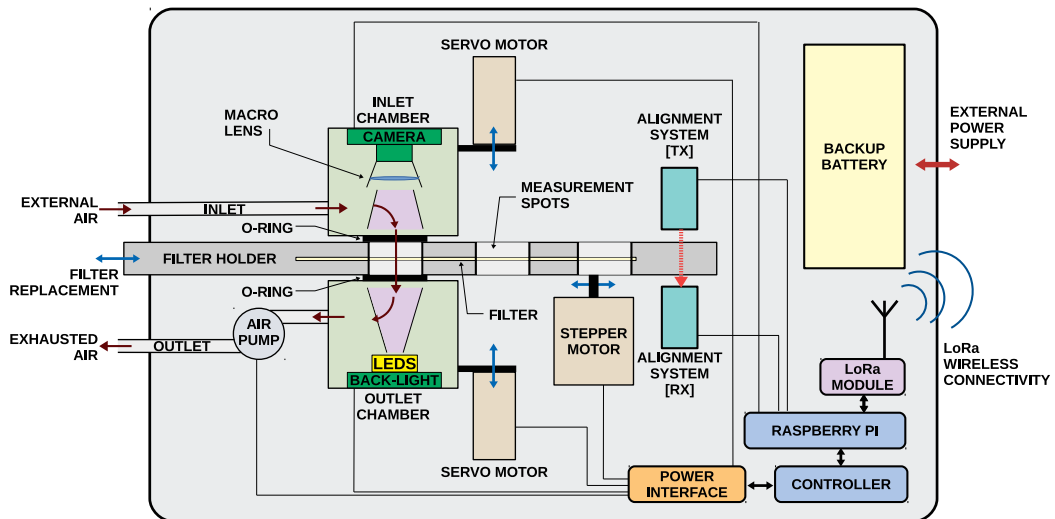 SERVO MOTOR
INLET
CHAMBER
CAMERA
MACRO
LENS
ALIGNMENT
SYSTEM
[TX]
BACKUP
BATTERY
EXTERNAL
POWER
SUPPLY
MEASUREMENT
SPOTS
EXTERNAL
AIR
INLET
O-RING
FILTER HOLDER
FILTER
REPLACEMENT
O-RING
FILTER
AIR
PUMP
STEPPER
MOTOR
EXHAUSTED
AIR
OUTLET
LEDS
BACK-LIGHT
OUTLET
CHAMBER
ALIGNMENT
SYSTEM
[RX]
LoRa
WIRELESS
CONNECTIVITY
LoRa
MODULE
RASPBERRY PI
SERVO MOTOR
POWER
INTERFACE
CONTROLLER